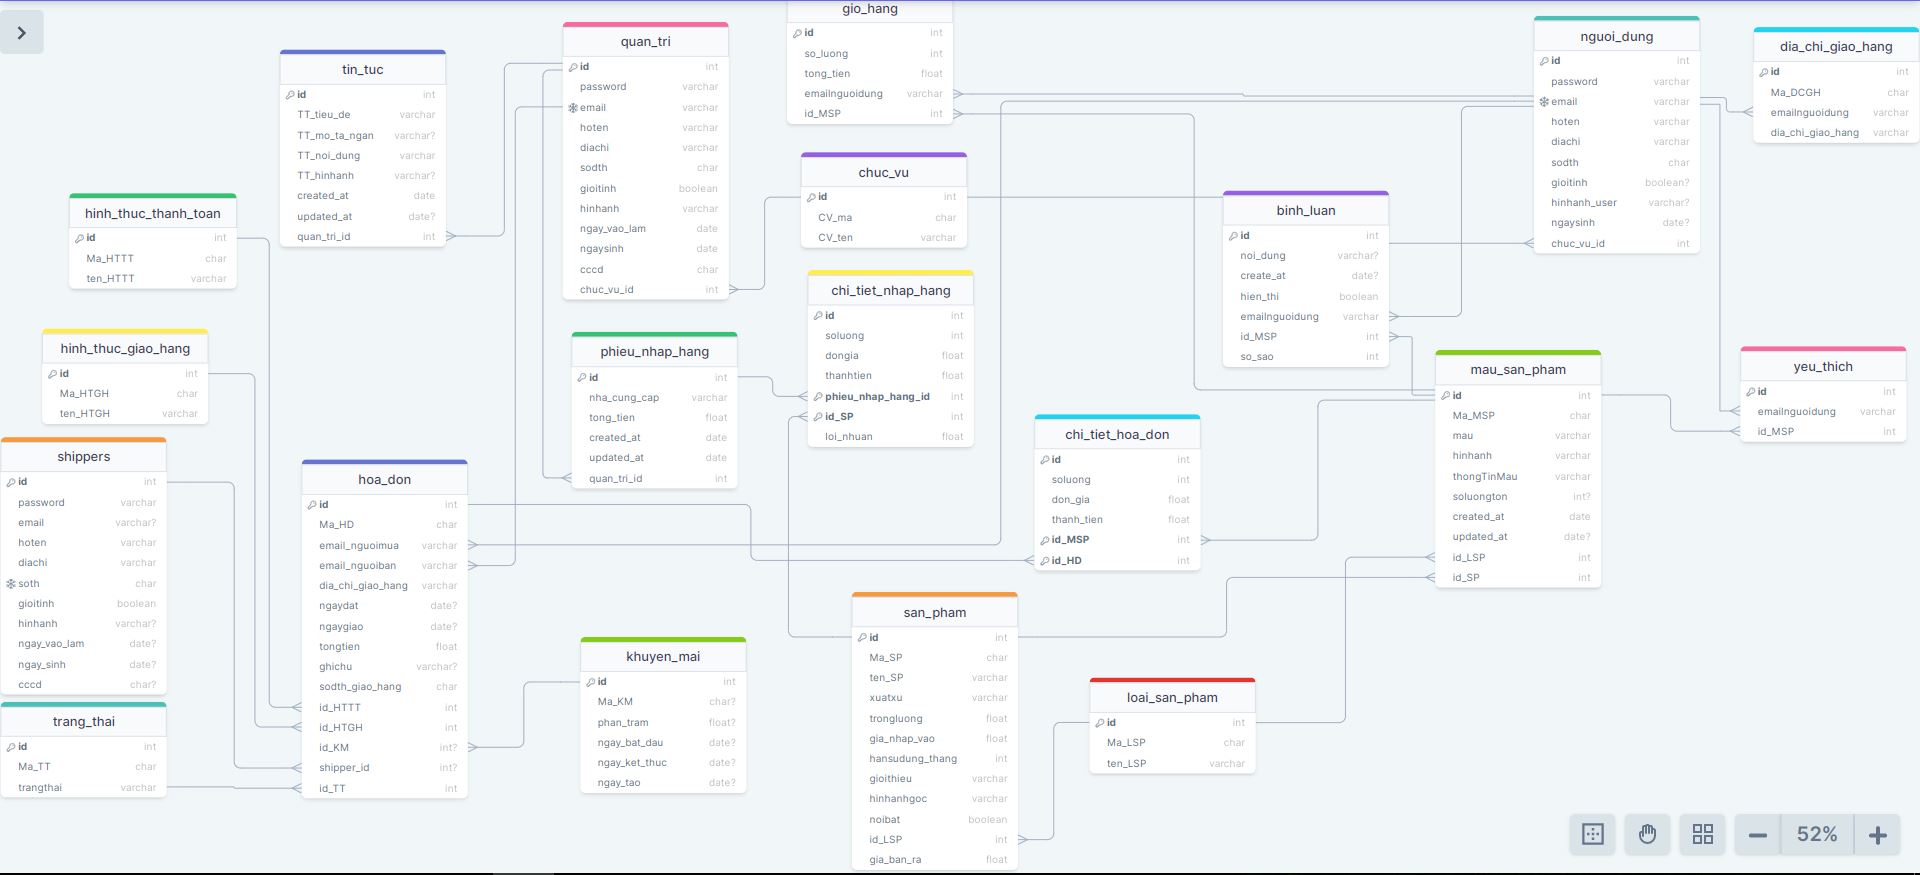 gio_hang
id int
so_luong int
tong_tien float
emailnguoidung varchar
id_MSP int
quan_tri
id int
password varchar
email varchar
hoten varchar
diachi varchar
sodth char
gioitinh boolean
hinhanh varchar
ngay_vao_lam date
ngaysinh date
cccd char
chuc_vu_id int
nguoi_dung
id int
password varchar
email varchar
hoten varchar
diachi varchar
sodth char
gioitinh boolean?
hinhanh_user varchar?
ngaysinh date?
chuc_vu_id int
dia_chi_giao_hang
id int
Ma_DCGH char
emailnguoidung varchar
dia_chi_giao_hang varchar
tin_tuc
id int
TT_tieu_de varchar
TT_mo_ta_ngan varchar?
TT_noi_dung varchar
TT_hinhanh varchar?
created_at date
updated_at date?
quan_tri_id int
chuc_vu
id int
CV_ma char
CV_ten varchar
hinh_thuc_thanh_toan
id int
Ma_HTTT char
ten_HTTT varchar
binh_luan
id int
noi_dung varchar?
create_at date?
hien_thi boolean
emailnguoidung varchar
id_MSP int
so_sao int
chi_tiet_nhap_hang
id int
soluong int
dongia float
thanhtien float
phieu_nhap_hang_id int
id_SP int
loi_nhuan float
hinh_thuc_giao_hang
id int
Ma_HTGH char
ten_HTGH varchar
phieu_nhap_hang
id int
nha_cung_cap varchar
tong_tien float
created_at date
updated_at date
quan_tri_id int
mau_san_pham
id int
Ma_MSP char
mau varchar
hinhanh varchar
thongTinMau varchar
soluongton int?
created_at date
updated_at date?
id_LSP int
id_SP int
yeu_thich
id int
emailnguoidung varchar
id_MSP int
chi_tiet_hoa_don
id int
soluong int
don_gia float
thanh_tien float
id_MSP int
id_HD int
shippers
id int
password varchar
email varchar?
hoten varchar
diachi varchar
soth char
gioitinh boolean
hinhanh varchar?
ngay_vao_lam date?
ngay_sinh date?
cccd char?
hoa_don
id int
Ma_HD char
email_nguoimua varchar
email_nguoiban varchar
dia_chi_giao_hang varchar
ngaydat date?
ngaygiao date?
tongtien float
ghichu varchar?
sodth_giao_hang char
id_HTTT int
id_HTGH int
id_KM int?
shipper_id int?
id_TT int
san_pham
id int
Ma_SP char
ten_SP varchar
xuatxu varchar
trongluong float
gia_nhap_vao float
hansudung_thang int
gioithieu varchar
hinhanhgoc varchar
noibat boolean
id_LSP int
gia_ban_ra float
khuyen_mai
id int
Ma_KM char?
phan_tram float?
ngay_bat_dau date?
ngay_ket_thuc date?
ngay_tao date?
loai_san_pham
id int
Ma_LSP char
ten_LSP varchar
trang_thai
id int
Ma_TT char
trangthai varchar
52%